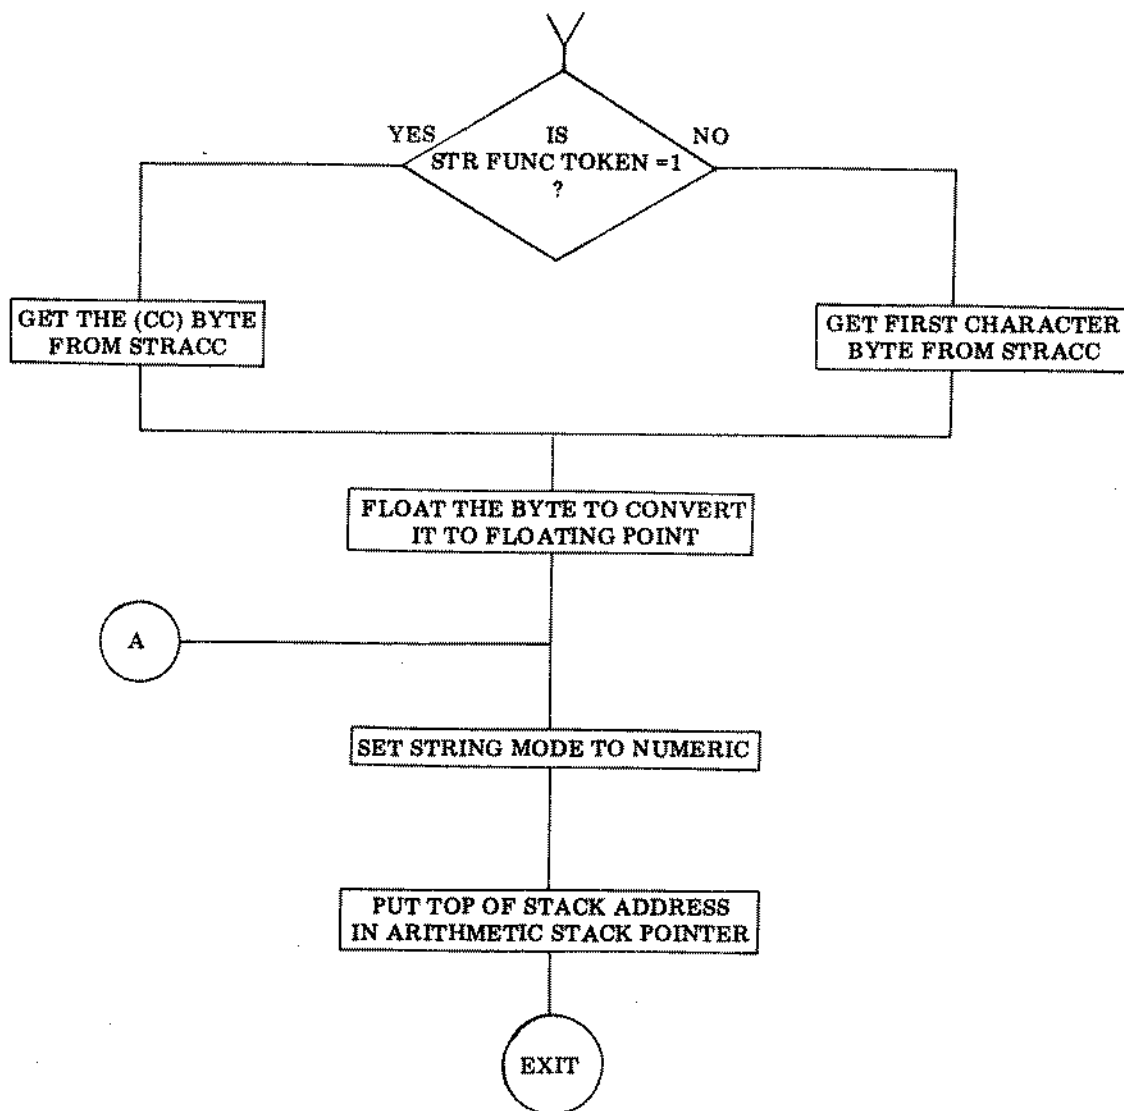 YES
IS
NO
STR FUNC TOKEN =1
?
GET THE (CC) BYTE
FROM STRACC
GET FIRST CHARACTER
BYTE FROM STRACC
FLOAT THE BYTE TO CONVERT
IT TO FLOATING POINT
A
SET STRING MODE TO NUMERIC
PUT TOP OF STACK ADDRESS
IN ARITHMETIC STACK POINTER
EXIT